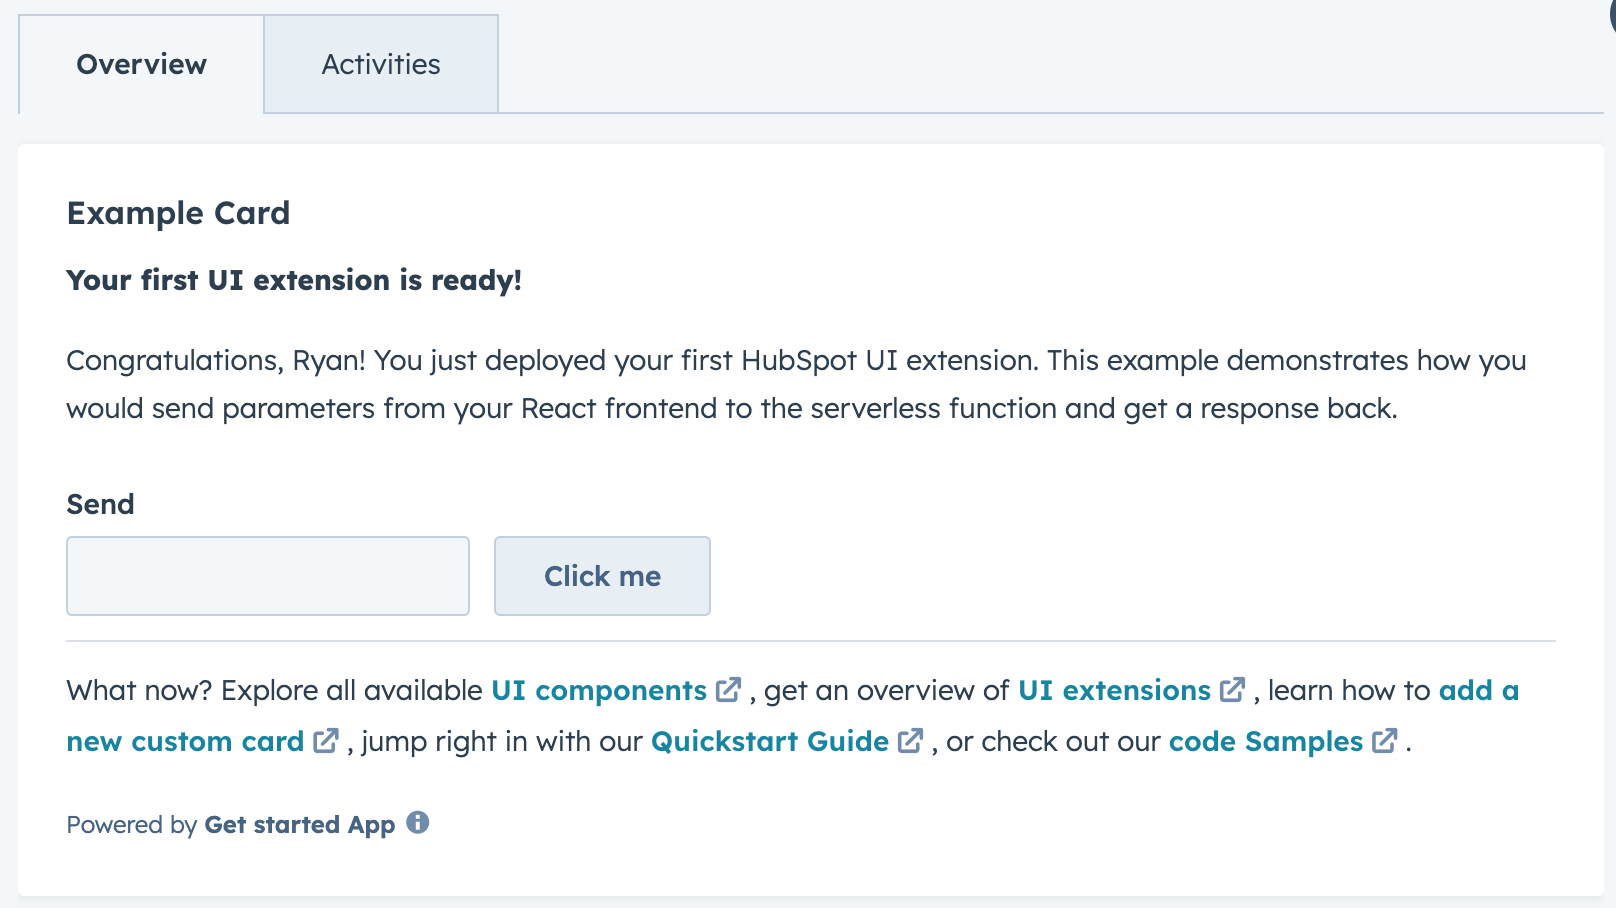 Overview
Activities
Example Card
Your first UI extension is ready!
Congratulations, Ryan! You just deployed your first HubSpot UI extension. This example demonstrates how you
would send parameters from your React frontend to the serverless function and get a response back.
Send
Click me
What now? Explore all available UI components , get an overview of UI extensions , learn how to add a
new custom card , jump right in with our Quickstart Guide , or check out our code Samples .
Powered by Get started App